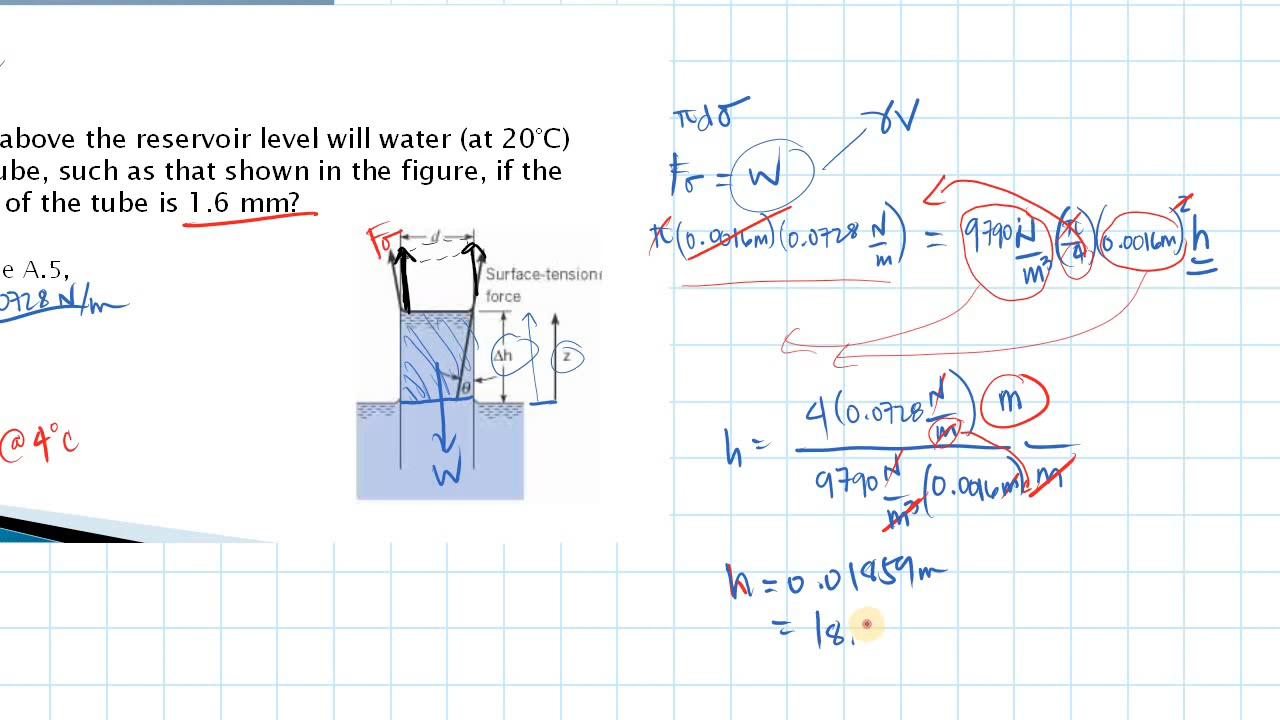 above the reservoir level will water (at 20°C)
ube, such as that shown in the figure, if the
of the tube is 1.6 mm?
e A.5,
0728 N/m
@ 4°C
Fσ
d
Surface-tension
force
Δh
z
θ
W
πdσ
γV
Fσ = W
π(0.0016m)(0.0728 N/m) = 9790 N/m³ (π/4)(0.0016m)² h
h = 4(0.0728 N/m) m / 9790 N/m³ (0.0016m) m
h = 0.01859m
= 18.